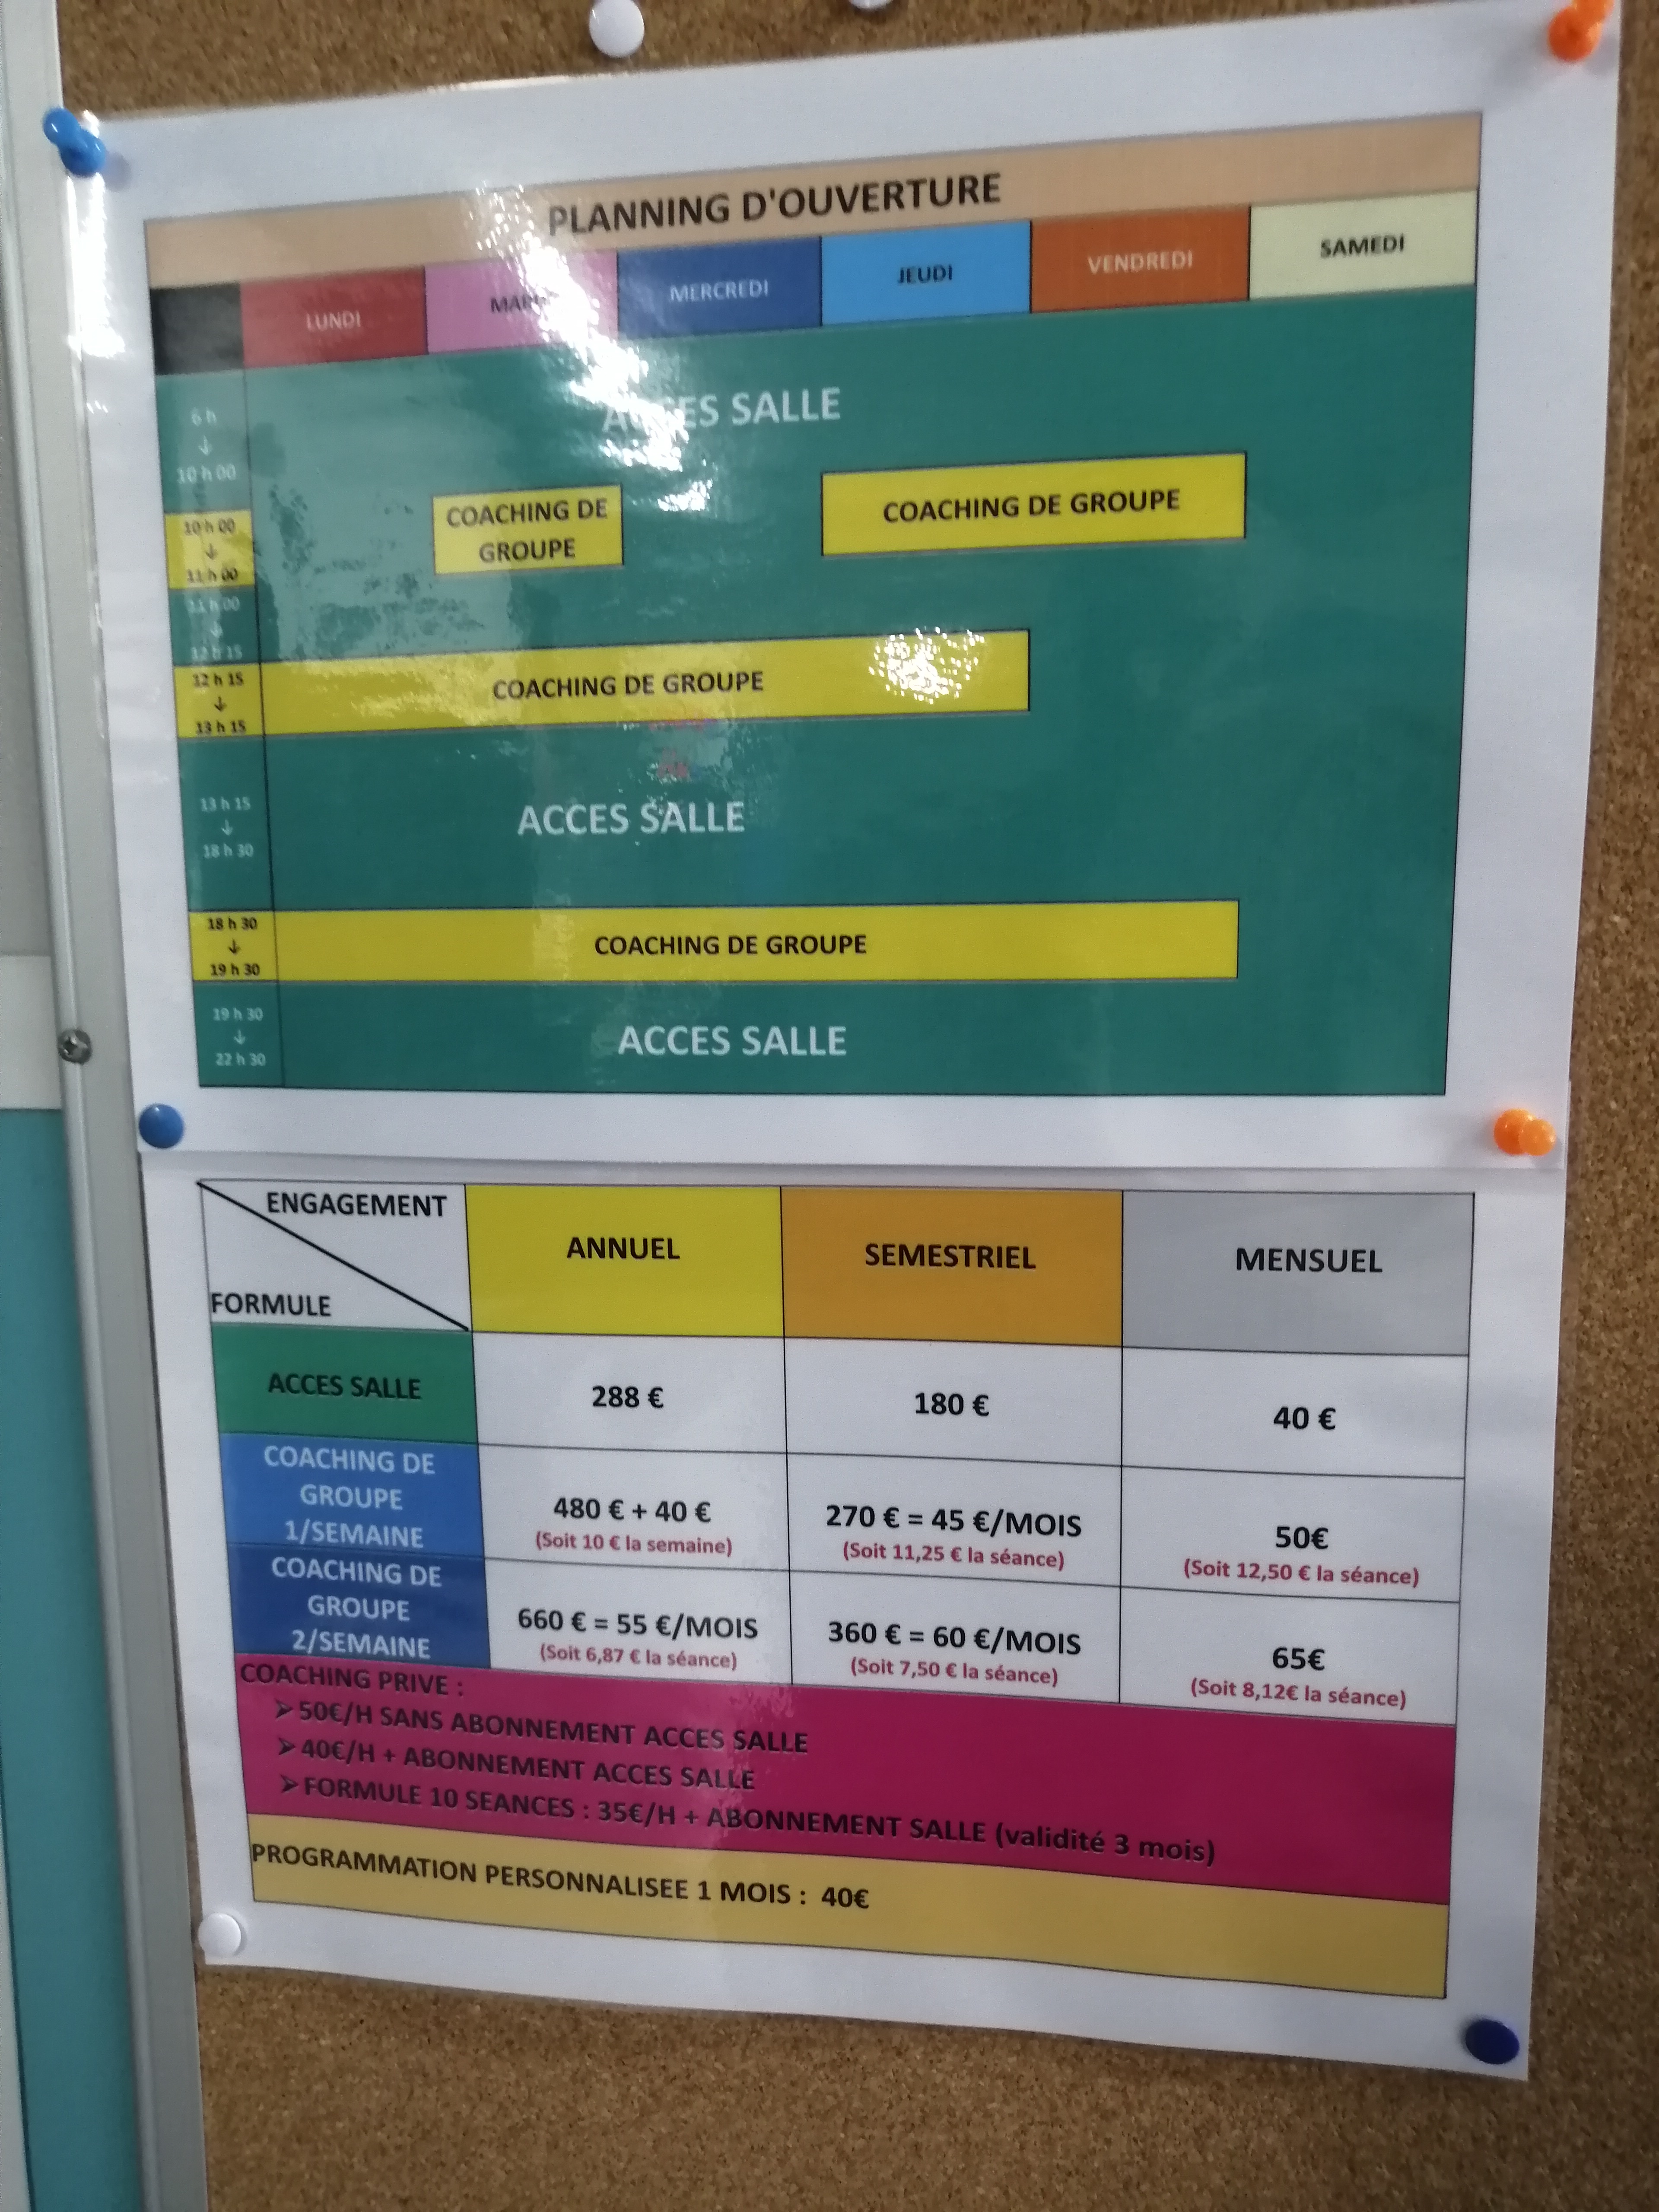 PLANNING D'OUVERTURE
LUNDI
MERCREDI
JEUDI
VENDREDI
SAMEDI
6 h
↓
10 h 00
SALLE
10 h 00
↓
11 h 00
COACHING DE
GROUPE
COACHING DE GROUPE
11 h 00
↓
12 h 15
12 h 15
↓
13 h 15
COACHING DE GROUPE
13 h 15
↓
18 h 30
ACCES SALLE
18 h 30
↓
19 h 30
COACHING DE GROUPE
19 h 30
↓
22 h 30
ACCES SALLE
ENGAGEMENT
FORMULE
ANNUEL
SEMESTRIEL
MENSUEL
ACCES SALLE
288 €
180 €
40 €
COACHING DE
GROUPE
1/SEMAINE
480 € + 40 €
(Soit 10 € la semaine)
270 € = 45 €/MOIS
(Soit 11,25 € la séance)
50€
(Soit 12,50 € la séance)
COACHING DE
GROUPE
2/SEMAINE
660 € = 55 €/MOIS
(Soit 6,87 € la séance)
360 € = 60 €/MOIS
(Soit 7,50 € la séance)
65€
(Soit 8,12€ la séance)
COACHING PRIVE :
➢ 50€/H SANS ABONNEMENT ACCES SALLE
➢ 40€/H + ABONNEMENT ACCES SALLE
➢ FORMULE 10 SEANCES : 35€/H + ABONNEMENT SALLE (validité 3 mois)
PROGRAMMATION PERSONNALISEE 1 MOIS : 40€